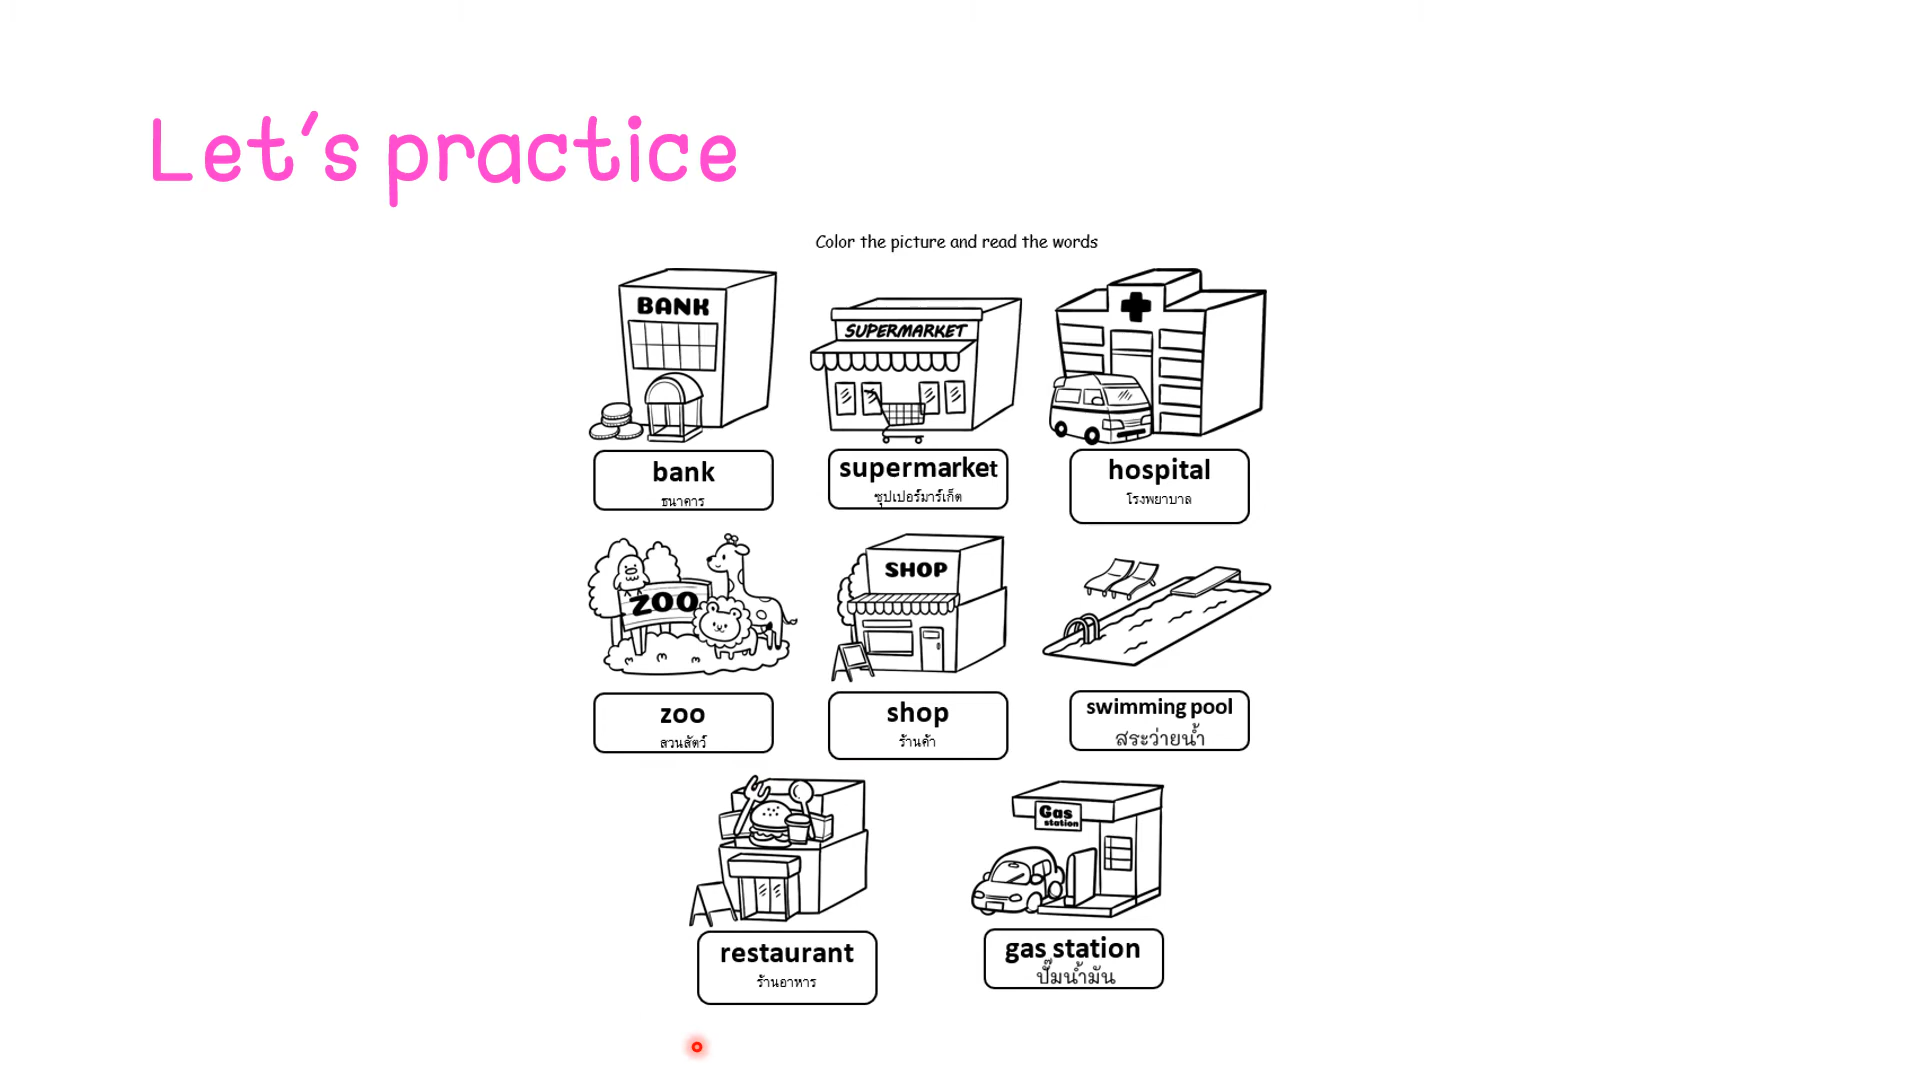 Let's practice
Color the picture and read the words
BANK
SUPERMARKET
bank
ธนาคาร
supermarket
ซุปเปอร์มาร์เก็ต
hospital
โรงพยาบาล
ZOO
SHOP
zoo
สวนสัตว์
shop
ร้านค้า
swimming pool
สระว่ายน้ำ
Gas
station
restaurant
ร้านอาหาร
gas station
ปั๊มน้ำมัน